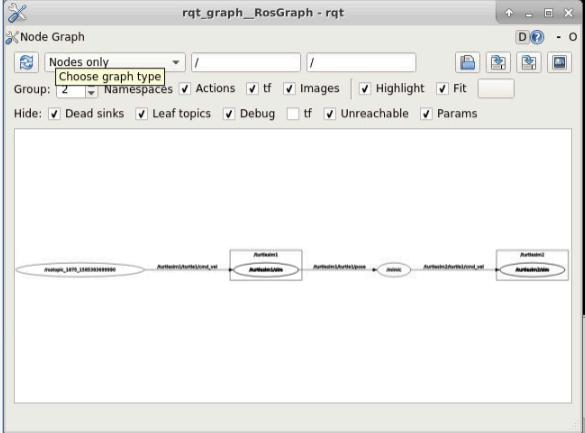 rqt_graph__RosGraph - rqt
Node Graph
D
- O
Nodes only
/
/
Choose graph type
Group: 2 Namespaces Actions tf Images Highlight Fit
Hide: Dead sinks Leaf topics Debug tf Unreachable Params
/turtlesim1
/turtlesim2
/turtlesim1/turtle1/cmd_vel
/turtlesim1/sim
/turtlesim1/turtle1/pose
/mimic
/turtlesim2/turtle1/cmd_vel
/turtlesim2/sim